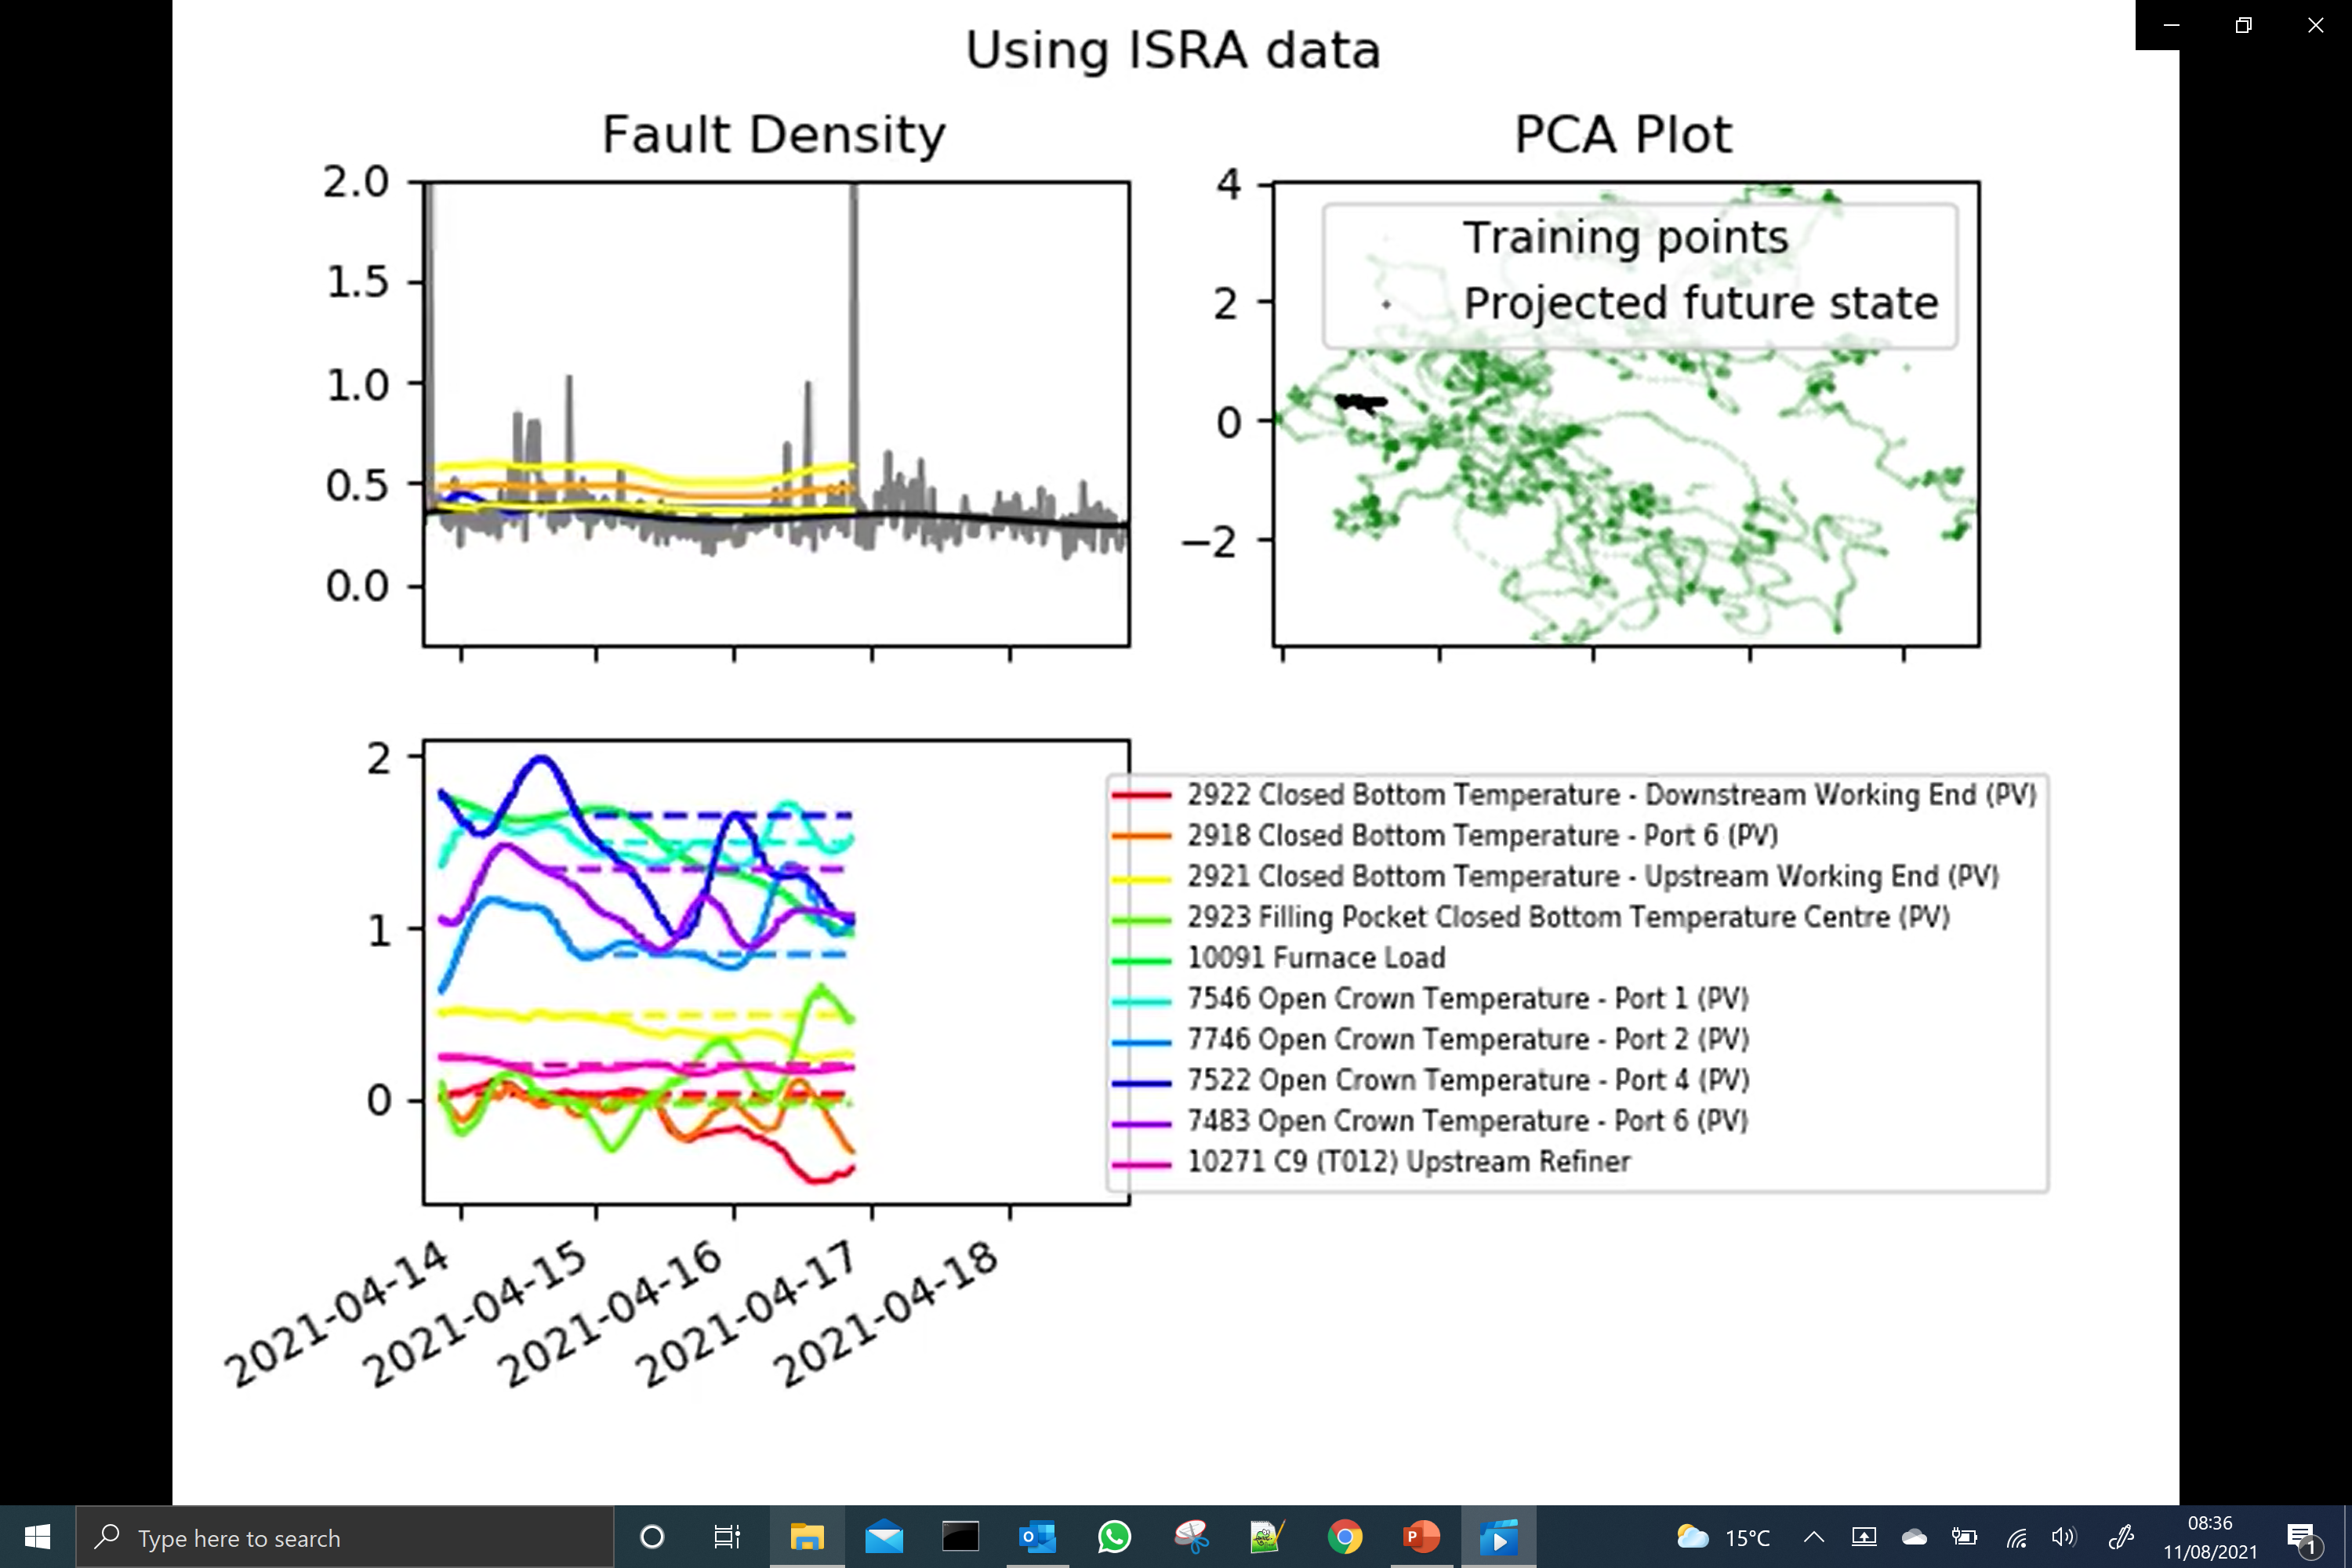 Using ISRA data
Fault Density
2.0
1.5
1.0
0.5
0.0
PCA Plot
4
2
0
−2
Training points
Projected future state
2
1
0
2021-04-14
2021-04-15
2021-04-16
2021-04-17
2021-04-18
2922 Closed Bottom Temperature - Downstream Working End (PV)
2918 Closed Bottom Temperature - Port 6 (PV)
2921 Closed Bottom Temperature - Upstream Working End (PV)
2923 Filling Pocket Closed Bottom Temperature Centre (PV)
10091 Furnace Load
7546 Open Crown Temperature - Port 1 (PV)
7746 Open Crown Temperature - Port 2 (PV)
7522 Open Crown Temperature - Port 4 (PV)
7483 Open Crown Temperature - Port 6 (PV)
10271 C9 (T012) Upstream Refiner
Type here to search
15°C
08:36
11/08/2021
1